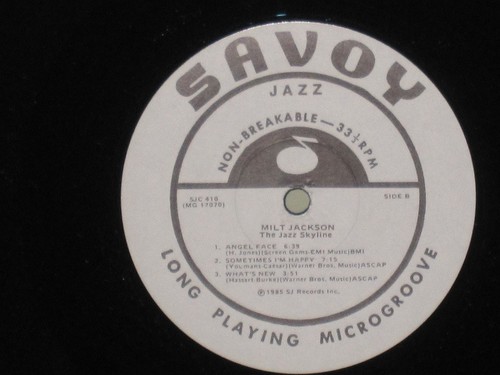 SAVOY
JAZZ
NON-BREAKABLE — 33⅓ RPM
SJC 418
(MG 12070)
SIDE B
MILT JACKSON
The Jazz Skyline
1. ANGEL FACE 6:39
(H. Jones)(Screen Gems-EMI Music)BMI
2. SOMETIMES I'M HAPPY 7:15
(Youmans-Caesar)(Warner Bros. Music)ASCAP
3. WHAT'S NEW 3:51
(Haggart-Burke)(Warner Bros. Music)ASCAP
℗1985 SJ Records Inc.
LONG PLAYING MICROGROOVE